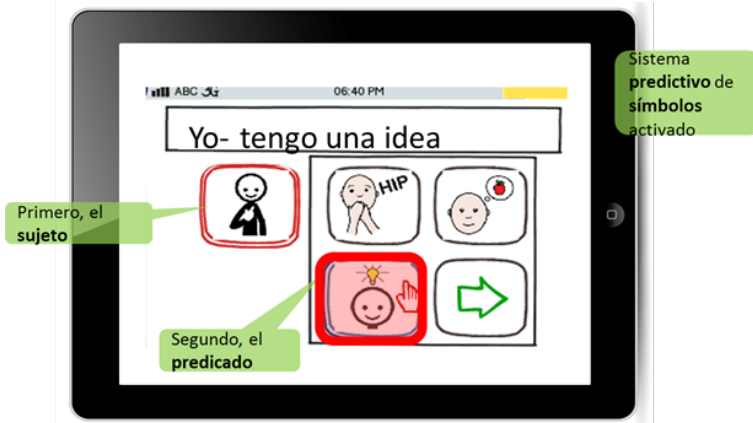 ABC 3G 06:40 PM
Yo- tengo una idea
HIP
Sistema
predictivo de
símbolos
activado
Primero, el
sujeto
Segundo, el
predicado